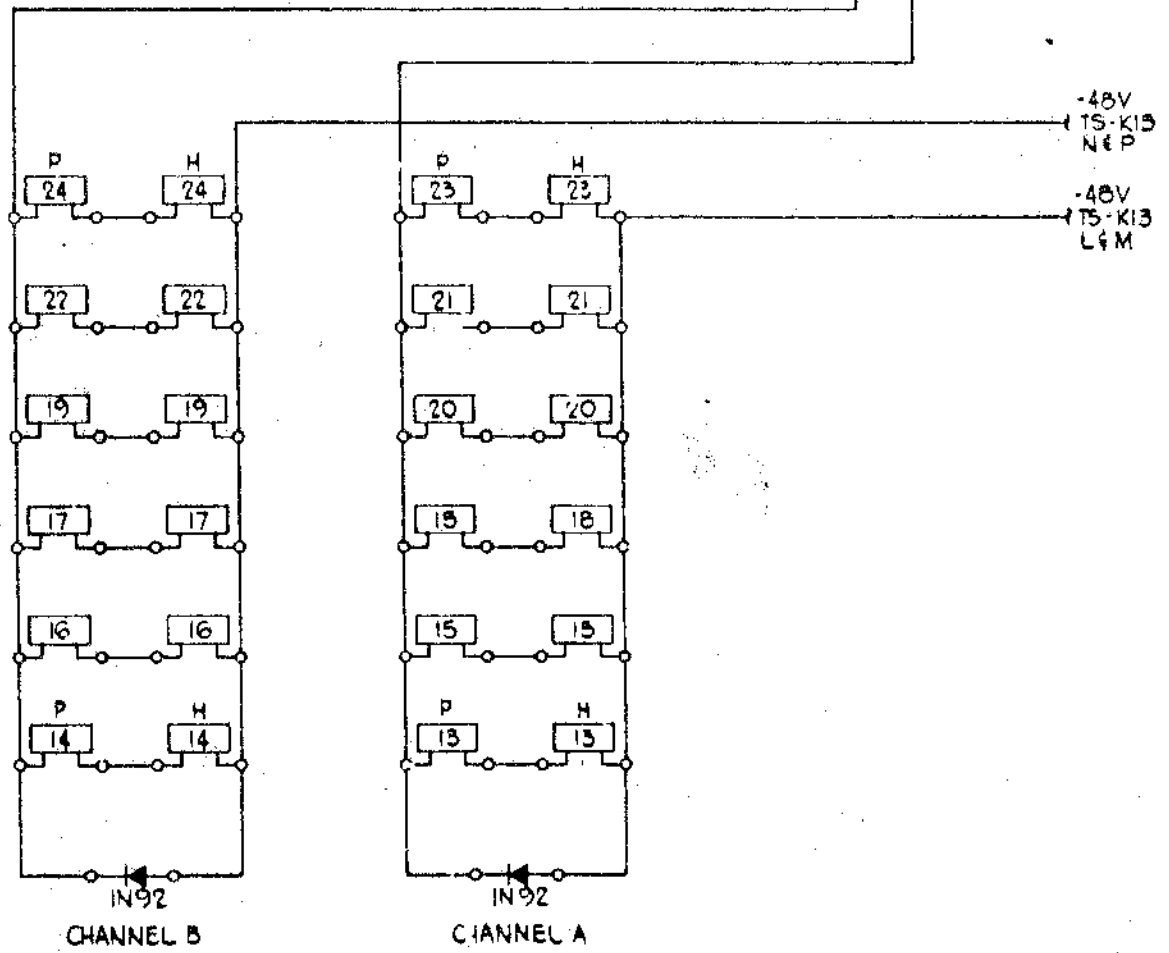 -48V
TS-K13
N & P
P H P H
24 24 23 23
-48V
TS-K13
L & M
22 22 21 21
19 19 20 20
17 17 18 18
16 16 15 15
P H P H
14 14 13 13
IN92 IN92
CHANNEL B CHANNEL A